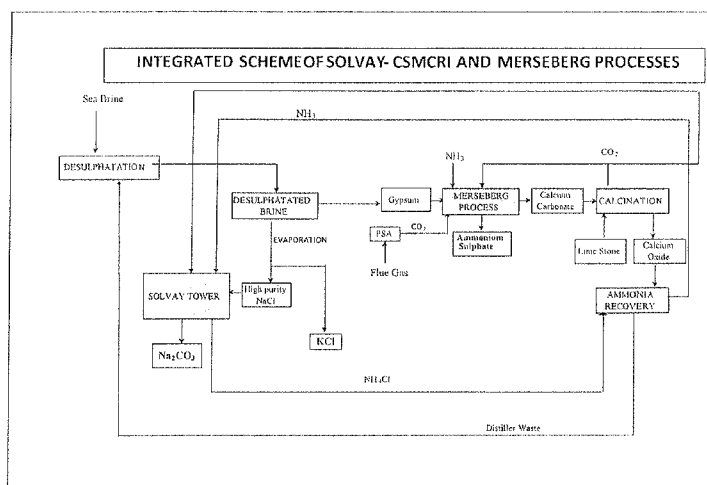 INTEGRATED SCHEME OF SOLVAY- CSMCRI AND MERSEBERG PROCESSES
Sea Brine
NH3
DESULPHATATION
NH3
CO2
DESULPHATATED
BRINE
Gypsum
MERSEBERG
PROCESS
Calcium
Carbonate
CALCINATION
EVAPORATION
PSA
CO2
Ammonium
Sulphate
Lime Stone
Calcium
Oxide
Flue Gas
SOLVAY TOWER
High purity
NaCl
AMMONIA
RECOVERY
Na2CO3
KCl
NH4Cl
Distiller Waste